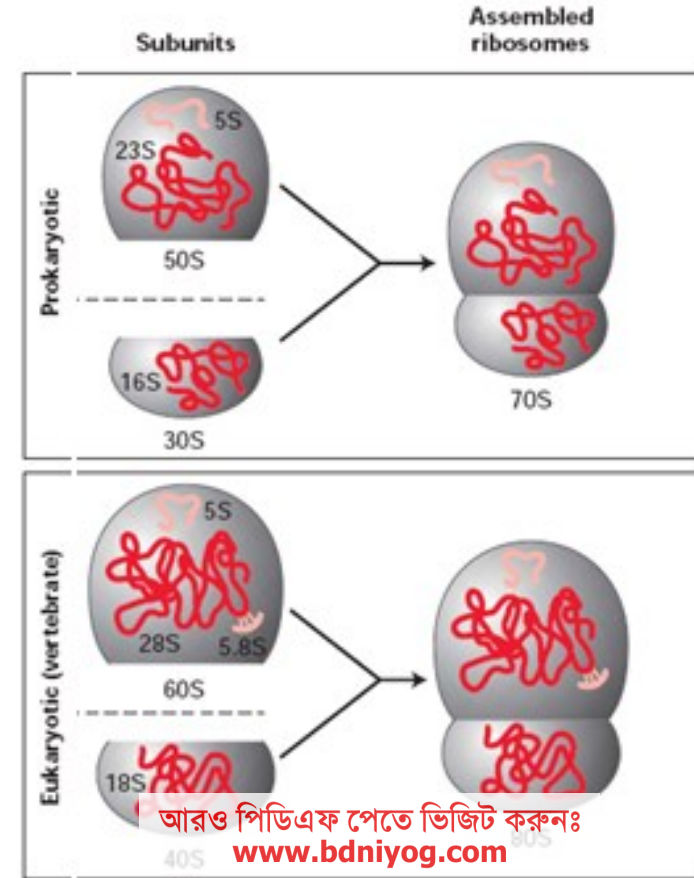 Subunits
Assembled
ribosomes
Prokaryotic
5S
23S
50S
16S
30S
70S
Eukaryotic (vertebrate)
5S
28S
5.8S
60S
18S
40S
80S
আরও পিডিএফ পেতে ভিজিট করুনঃ
www.bdniyog.com